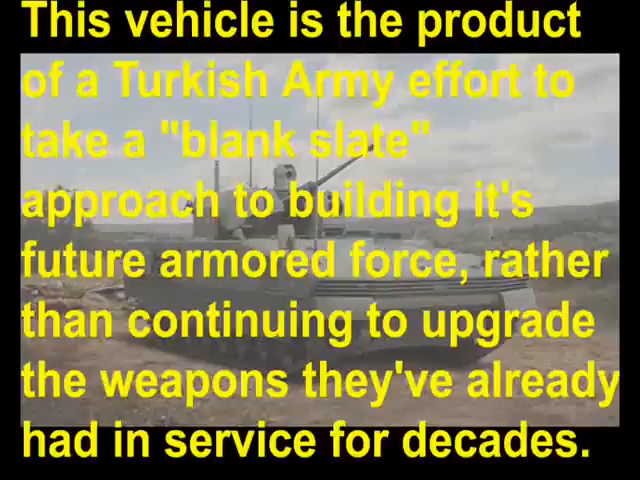 This vehicle is the product
of a Turkish Army effort to
take a "blank slate"
approach to building it's
future armored force, rather
than continuing to upgrade
the weapons they've already
had in service for decades.